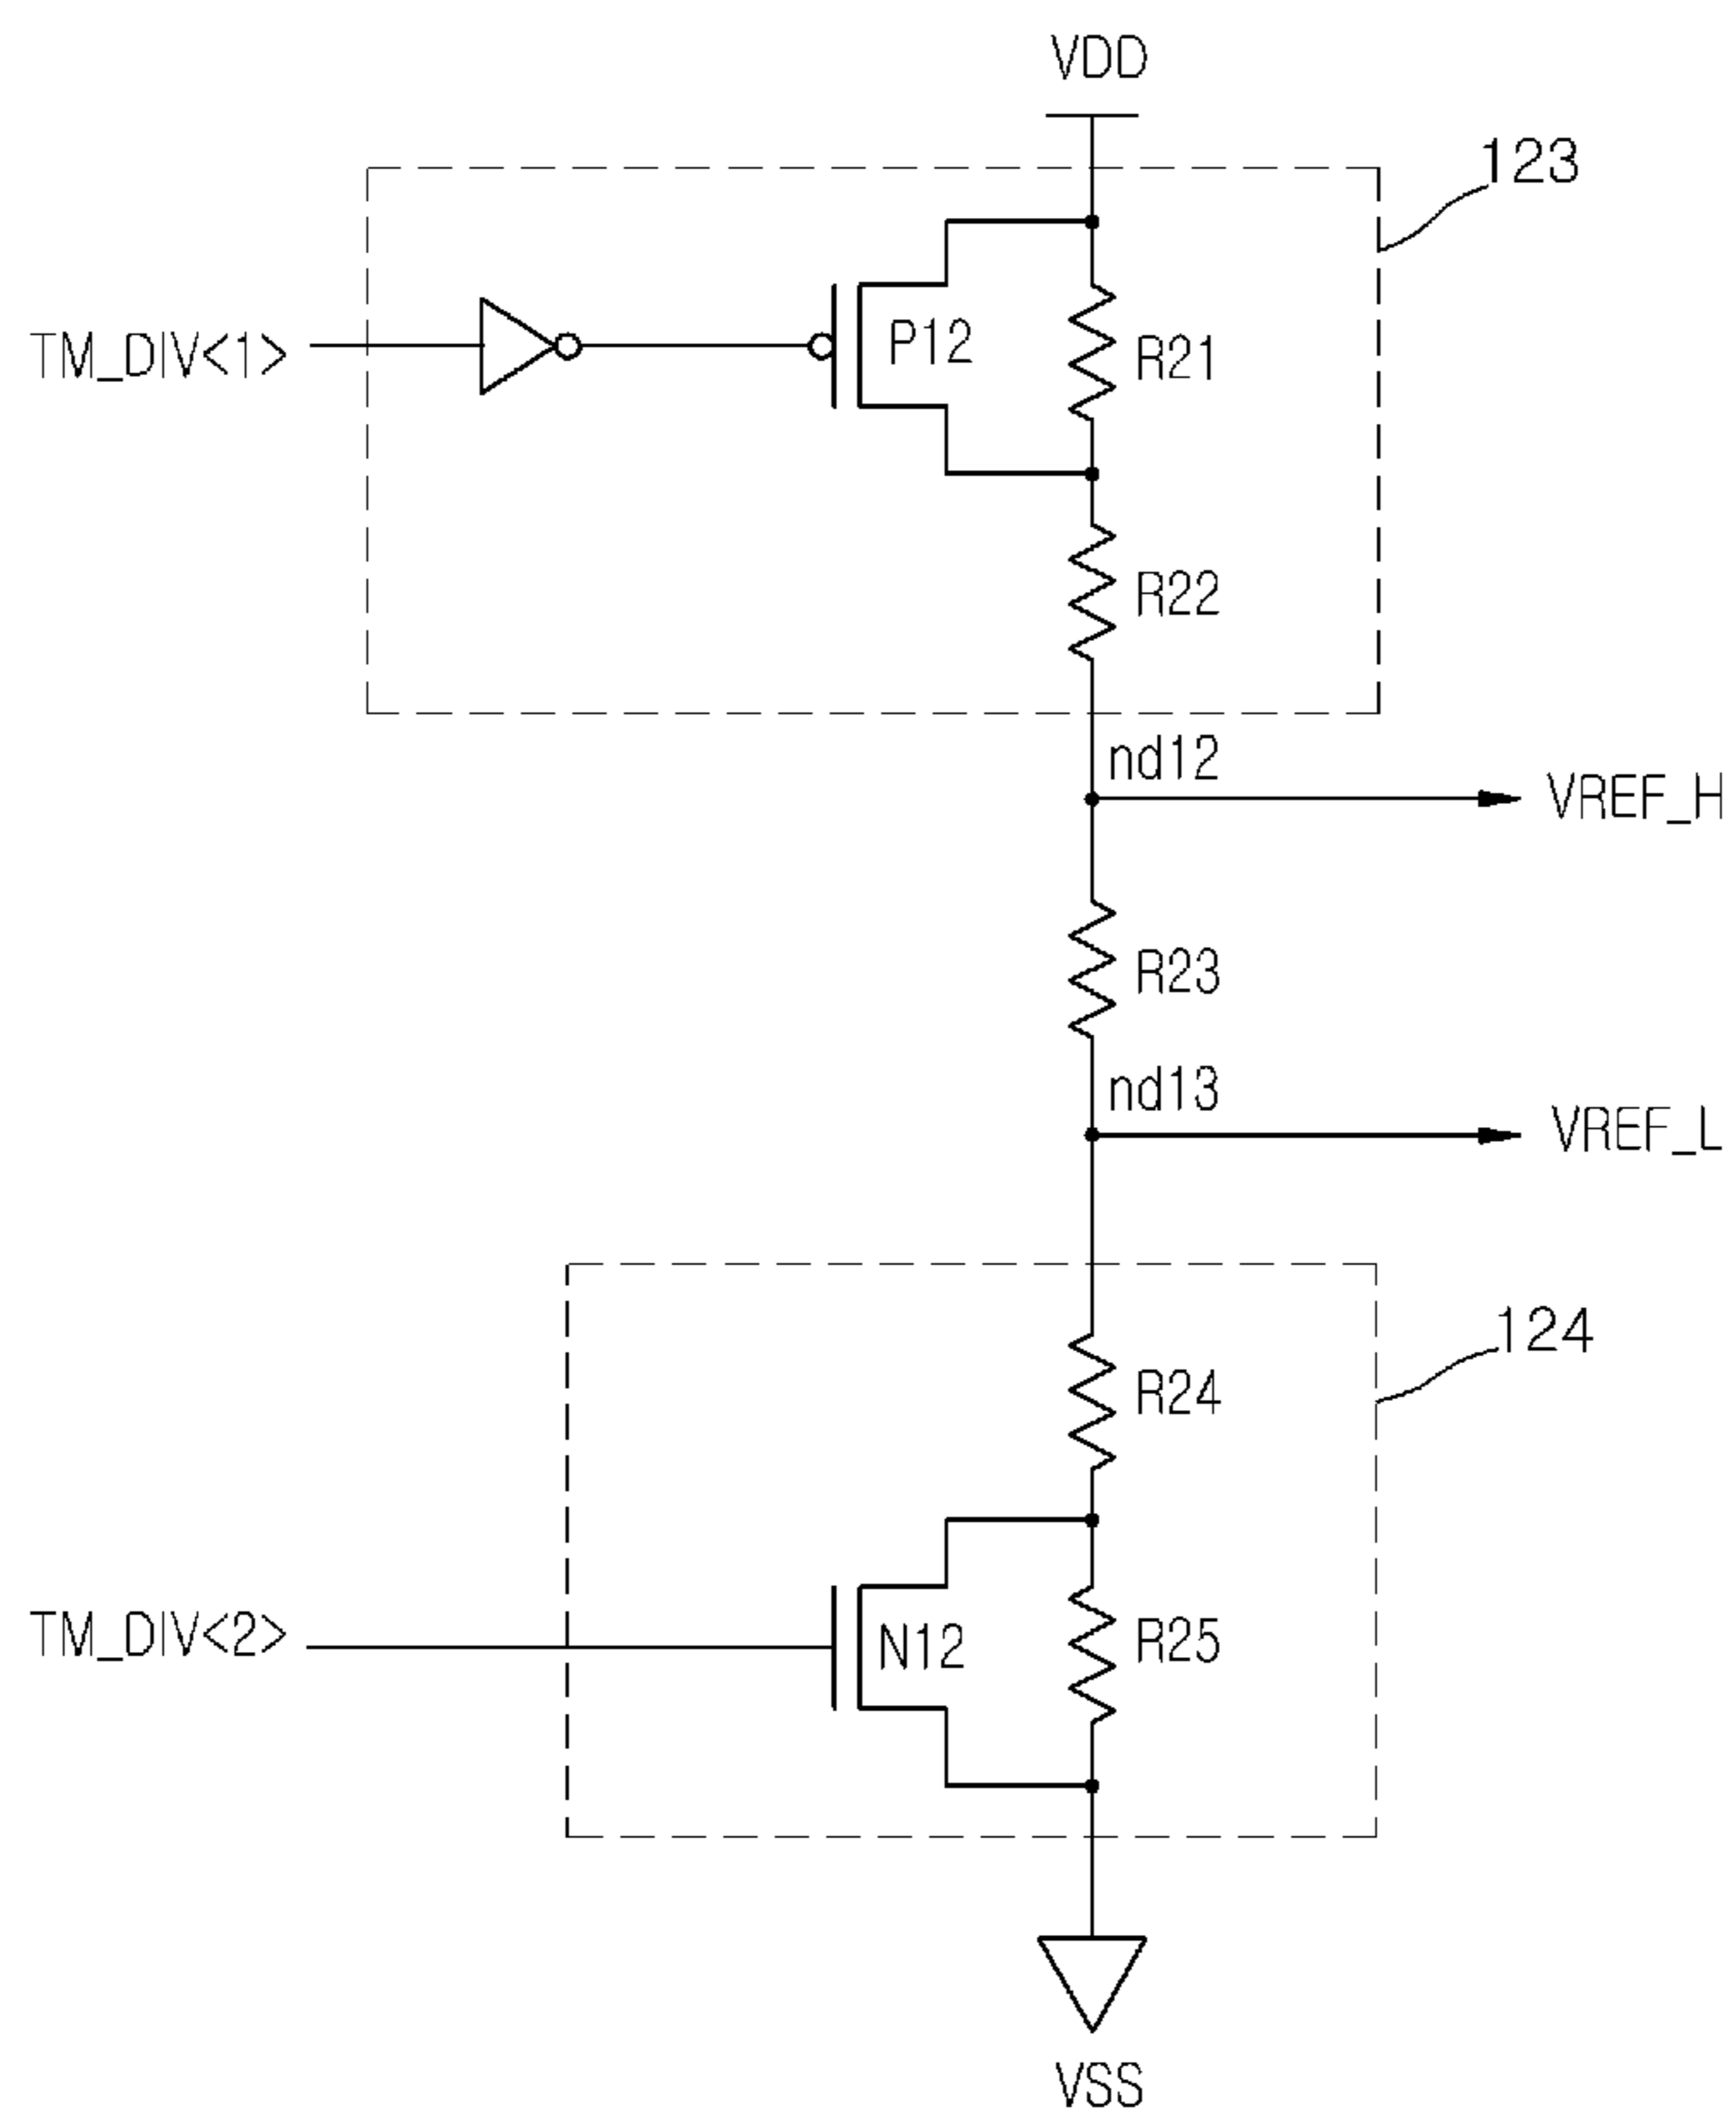 VDD
123
TM_DIV<1>
P12
R21
R22
nd12
VREF_H
R23
nd13
VREF_L
124
R24
TM_DIV<2>
N12
R25
VSS